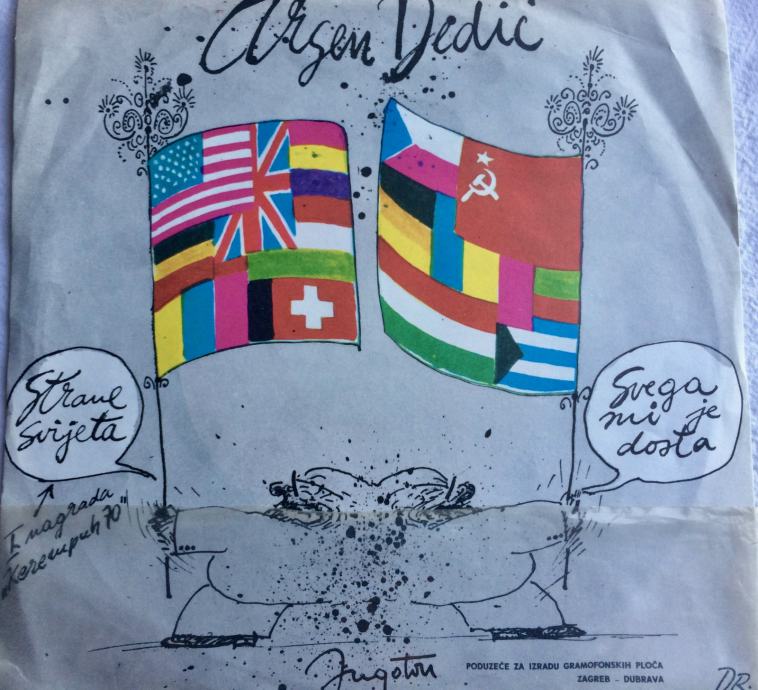 Arsen Dedić
Strane
svijeta
Svega
mi je
dosta
I nagrada
"Kerempuh 70"
Jugoton
PODUZEĆE ZA IZRADU GRAMOFONSKIH PLOČA
ZAGREB – DUBRAVA
DR.